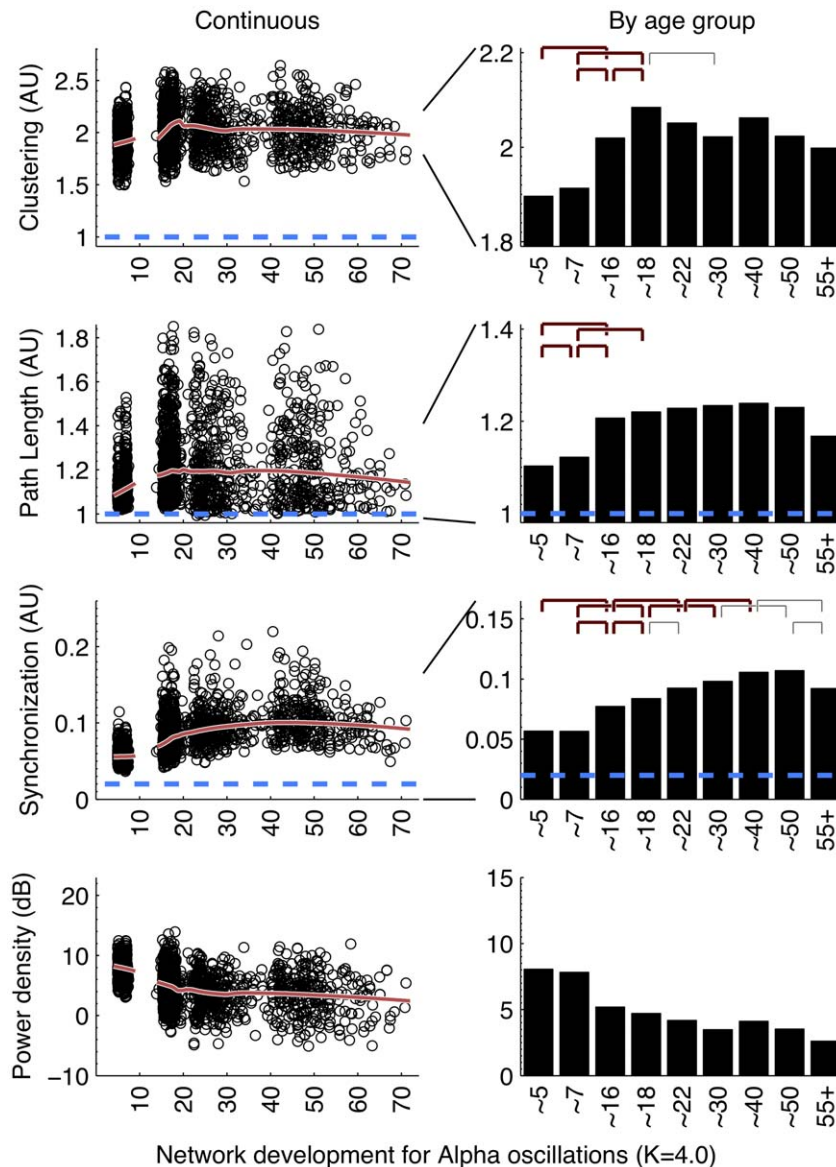 Continuous
By age group
Clustering (AU)
2.5
2
1.5
1
10 20 30 40 50 60 70
2.2
2
1.8
~5 ~7 ~16 ~18 ~22 ~30 ~40 ~50 55+
Path Length (AU)
1.8
1.6
1.4
1.2
1
10 20 30 40 50 60 70
1.4
1.2
1
~5 ~7 ~16 ~18 ~22 ~30 ~40 ~50 55+
Synchronization (AU)
0.2
0.1
0
10 20 30 40 50 60 70
0.15
0.1
0.05
0
~5 ~7 ~16 ~18 ~22 ~30 ~40 ~50 55+
Power density (dB)
20
10
0
−10
10 20 30 40 50 60 70
15
10
5
0
~5 ~7 ~16 ~18 ~22 ~30 ~40 ~50 55+
Network development for Alpha oscillations (K=4.0)